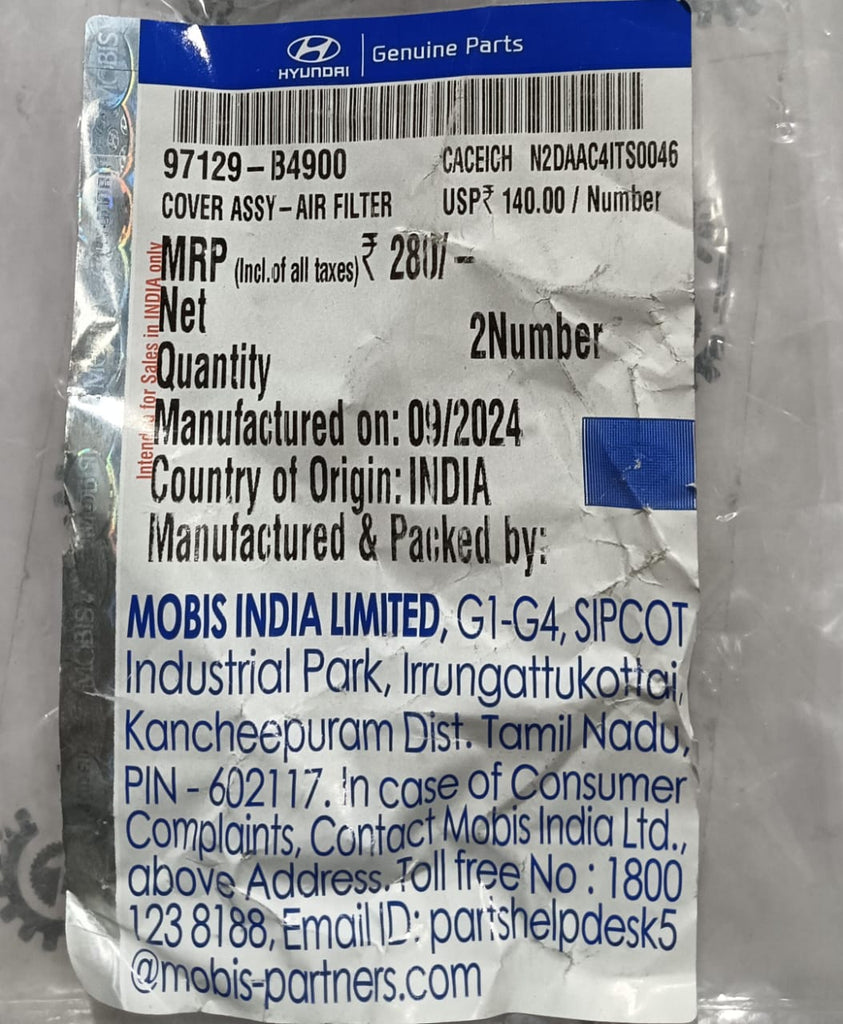 HYUNDAI | Genuine Parts
97129-B4900 CACEICH N2DAAC4ITS0046
COVER ASSY-AIR FILTER USP₹ 140.00 / Number
MRP (Incl.of all taxes) ₹ 280/-
Net
Quantity 2Number
Manufactured on: 09/2024
Country of Origin: INDIA
Manufactured & Packed by:
Intended for Sales in INDIA only
MOBIS INDIA LIMITED, G1-G4, SIPCOT
Industrial Park, Irrungattukottai,
Kancheepuram Dist. Tamil Nadu,
PIN - 602117. In case of Consumer
Complaints, Contact Mobis India Ltd.,
above Address. Toll free No : 1800
123 8188, Email ID: partshelpdesk5
@mobis-partners.com
MOBIS
MOBIS